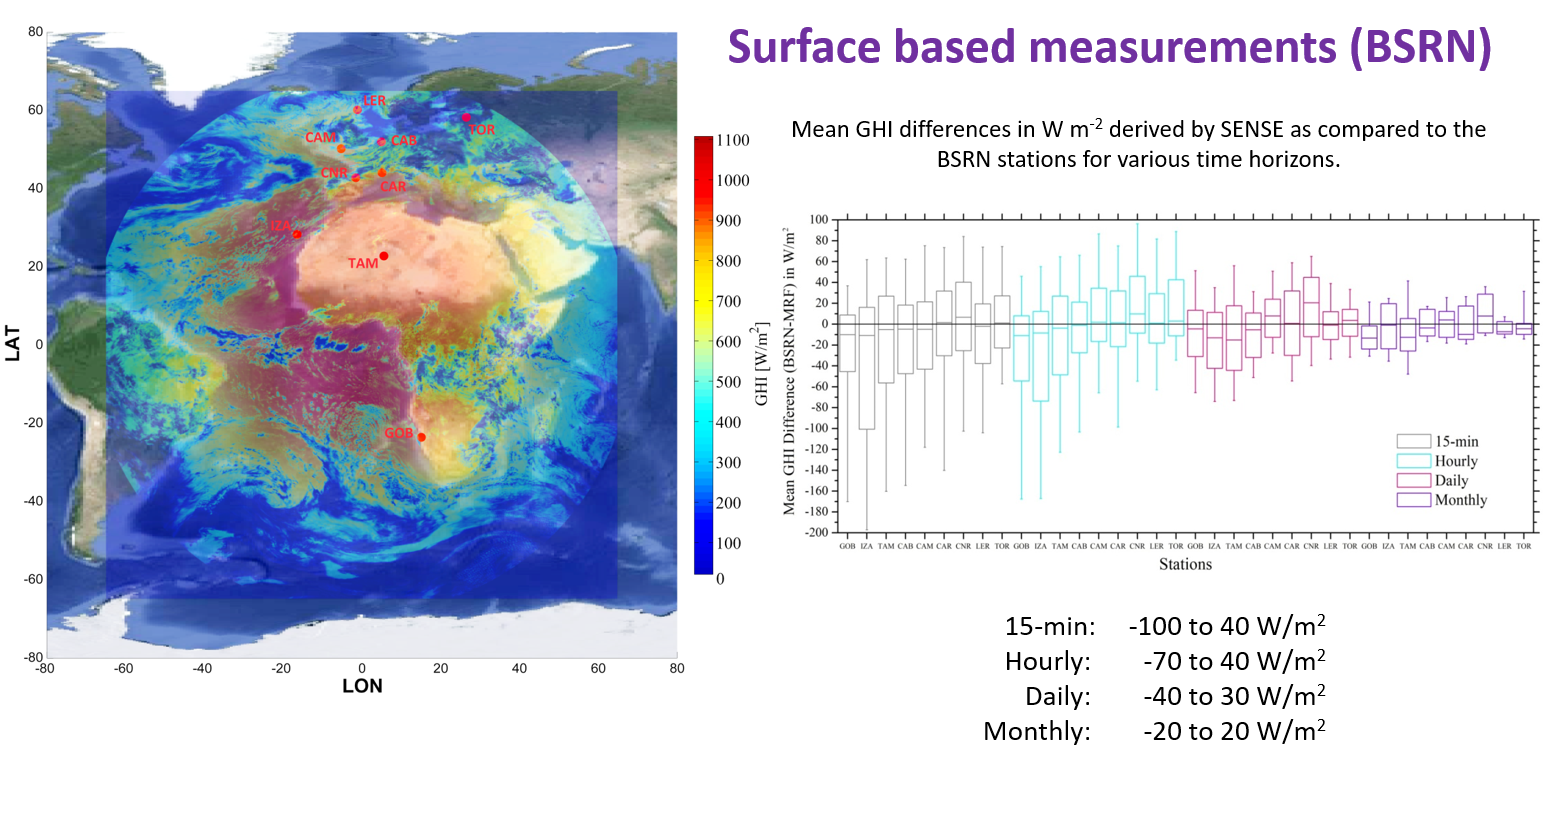 Surface based measurements (BSRN)
Mean GHI differences in W m-2 derived by SENSE as compared to the
BSRN stations for various time horizons.
80
60
40
20
0
-20
-40
-60
-80
LAT
-80 -60 -40 -20 0 20 40 60 80
LON
LER
TOR
CAM
CAB
CNR
CAR
IZA
TAM
GOB
1100
1000
900
800
700
600
500
400
300
200
100
0
GHI [W/m2]
Mean GHI Difference (BSRN-MRF) in W/m2
100
80
60
40
20
0
-20
-40
-60
-80
-100
-120
-140
-160
-180
-200
15-min
Hourly
Daily
Monthly
GOB IZA TAM CAB CAM CAR CNR LER TOR GOB IZA TAM CAB CAM CAR CNR LER TOR GOB IZA TAM CAB CAM CAR CNR LER TOR GOB IZA TAM CAB CAM CAR CNR LER TOR
Stations
15-min: -100 to 40 W/m2
Hourly: -70 to 40 W/m2
Daily: -40 to 30 W/m2
Monthly: -20 to 20 W/m2